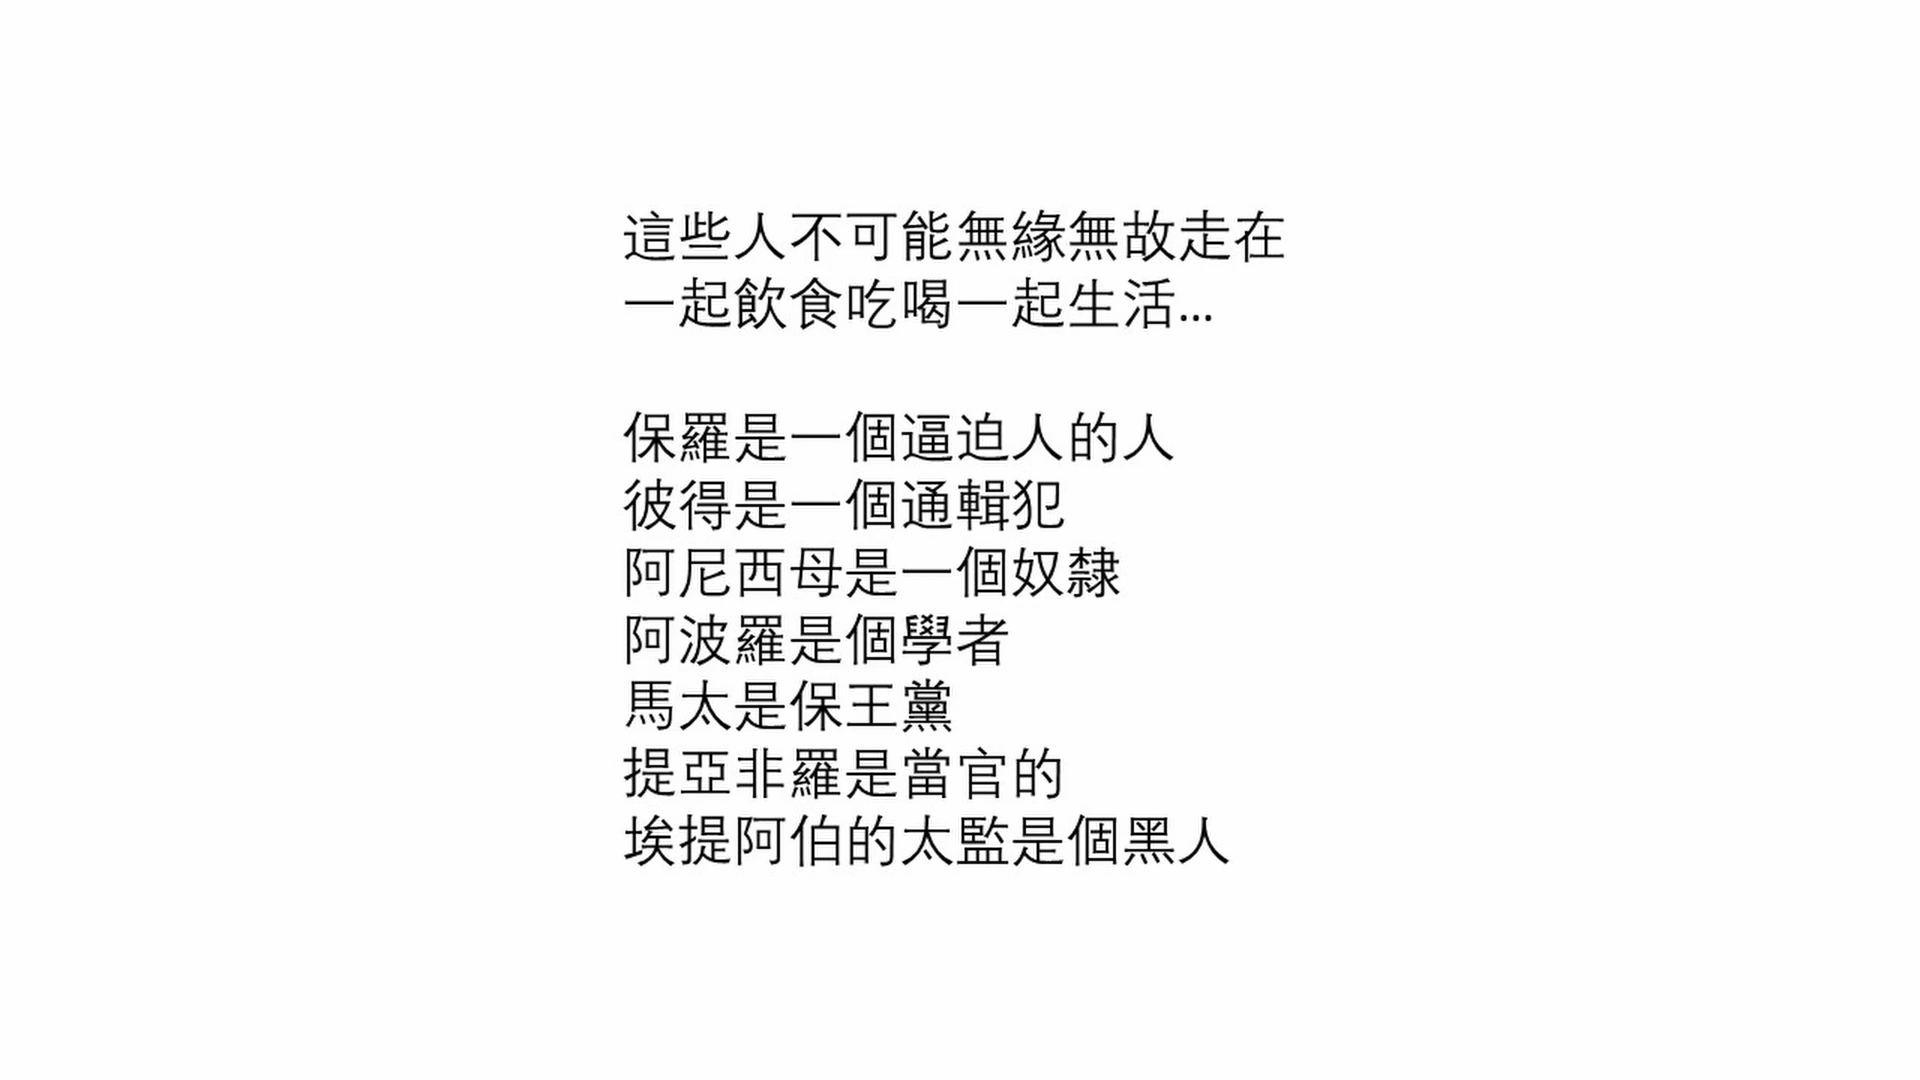 這些人不可能無緣無故走在
一起飲食吃喝一起生活...
保羅是一個逼迫人的人
彼得是一個通輯犯
阿尼西母是一個奴隸
阿波羅是個學者
馬太是保王黨
提亞非羅是當官的
埃提阿伯的太監是個黑人